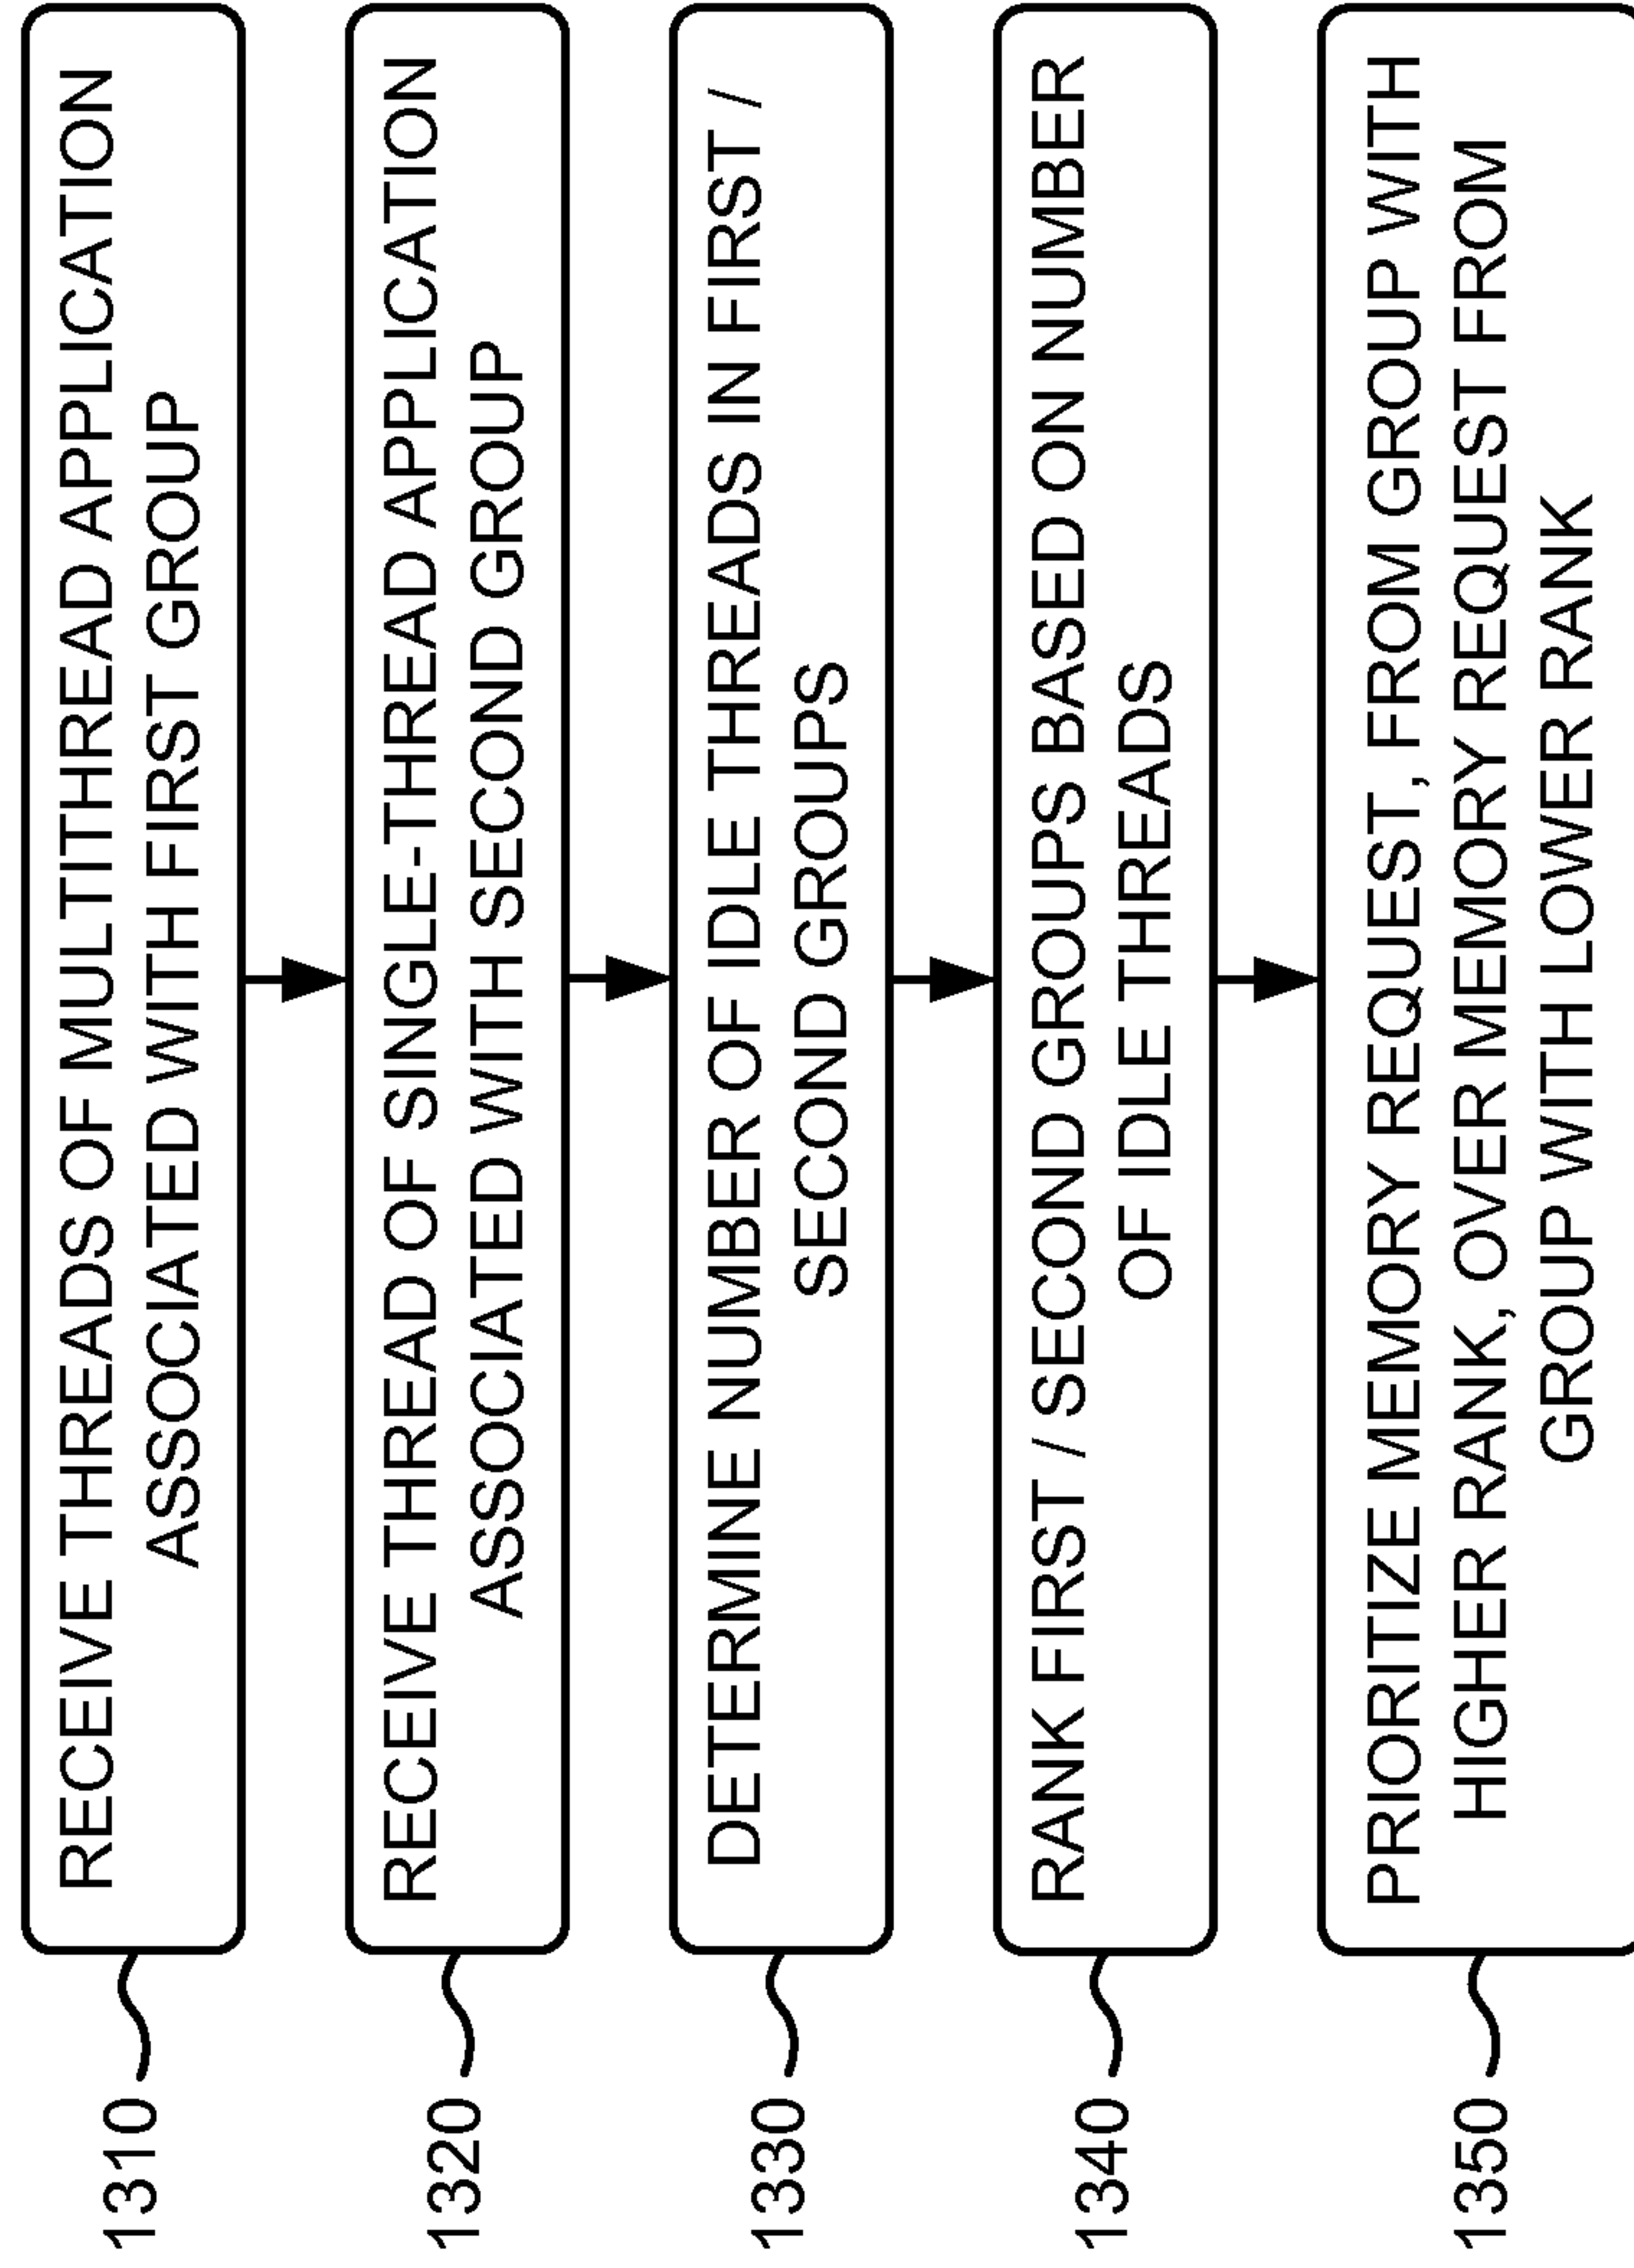 1310
RECEIVE THREADS OF MULTITHREAD APPLICATION
ASSOCIATED WITH FIRST GROUP
1320
RECEIVE THREAD OF SINGLE-THREAD APPLICATION
ASSOCIATED WITH SECOND GROUP
1330
DETERMINE NUMBER OF IDLE THREADS IN FIRST /
SECOND GROUPS
1340
RANK FIRST / SECOND GROUPS BASED ON NUMBER
OF IDLE THREADS
1350
PRIORITIZE MEMORY REQUEST, FROM GROUP WITH
HIGHER RANK, OVER MEMORY REQUEST FROM
GROUP WITH LOWER RANK